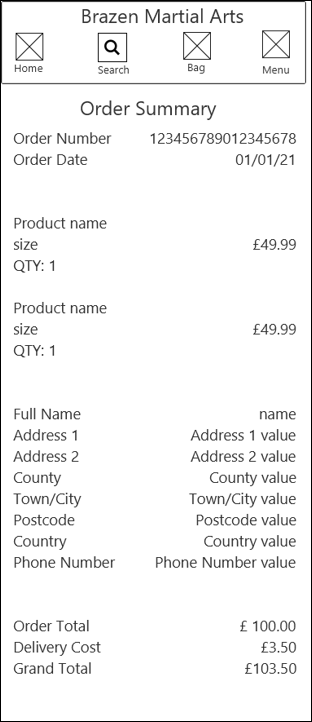 Brazen Martial Arts
Home Search Bag Menu
Order Summary
Order Number 123456789012345678
Order Date 01/01/21
Product name
size £49.99
QTY: 1
Product name
size £49.99
QTY: 1
Full Name name
Address 1 Address 1 value
Address 2 Address 2 value
County County value
Town/City Town/City value
Postcode Postcode value
Country Country value
Phone Number Phone Number value
Order Total £ 100.00
Delivery Cost £3.50
Grand Total £103.50